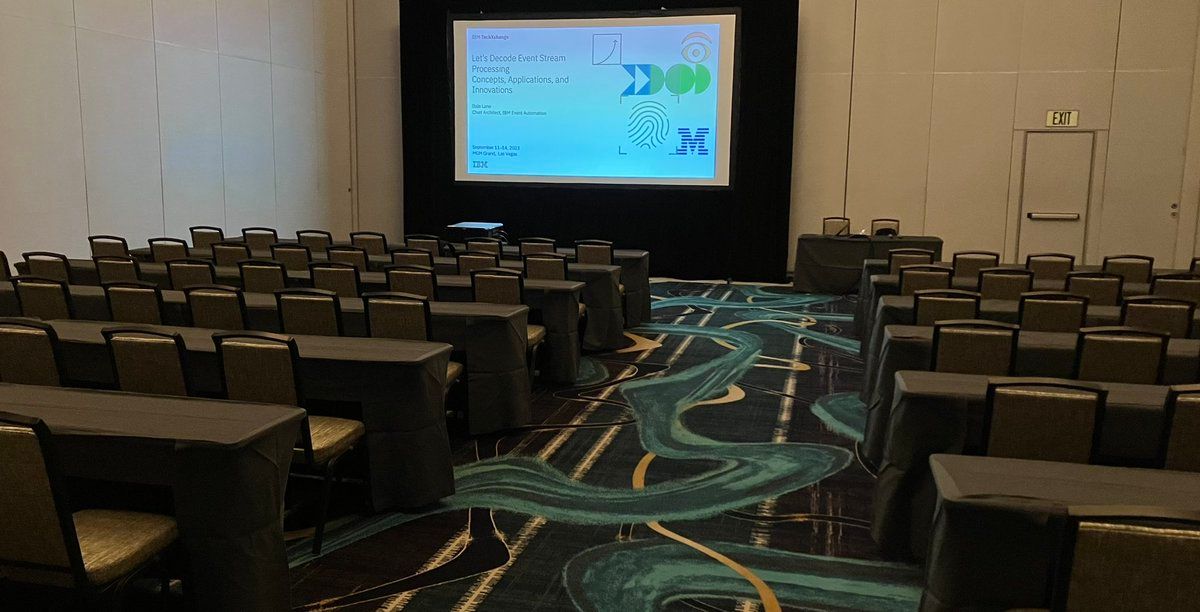 IBM TechXchange
Let's Decode Event Stream
Processing
Concepts, Applications, and
Innovations
Dale Lane
Chief Architect, IBM Event Automation
September 11-14, 2023
MGM Grand, Las Vegas
IBM
M
EXIT